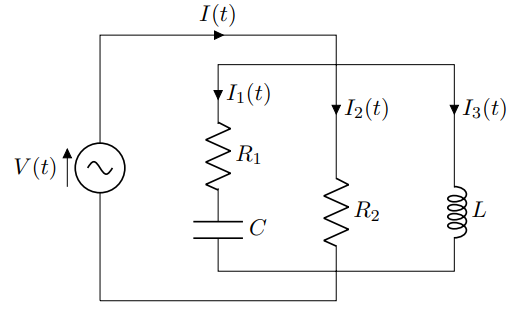 I(t)
I₁(t)
I₂(t)
I₃(t)
V(t)
R₁
R₂
L
C